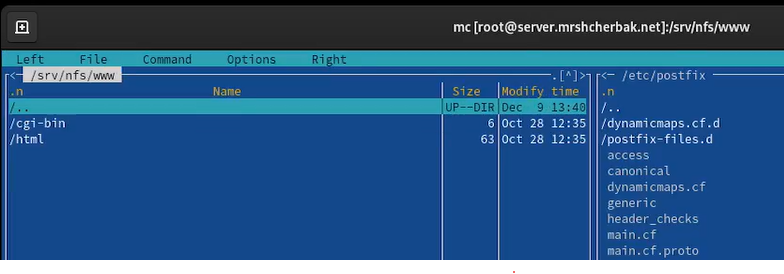 mc [root@server.mrshcherbak.net]:/srv/nfs/www
Left File Command Options Right
<— /srv/nfs/www .[^]> <— /etc/postfix
.n Name Size Modify time .n
/.. UP--DIR Dec 9 13:40 /..
/cgi-bin 6 Oct 28 12:35 /dynamicmaps.cf.d
/html 63 Oct 28 12:35 /postfix-files.d
access
canonical
dynamicmaps.cf
generic
header_checks
main.cf
main.cf.proto